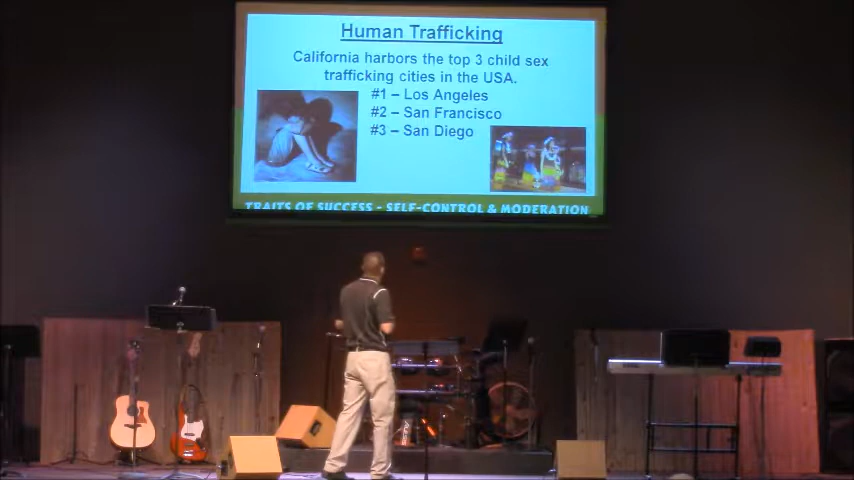 Human Trafficking
California harbors the top 3 child sex
trafficking cities in the USA.
#1 – Los Angeles
#2 – San Francisco
#3 – San Diego
TRAITS OF SUCCESS - SELF-CONTROL & MODERATION